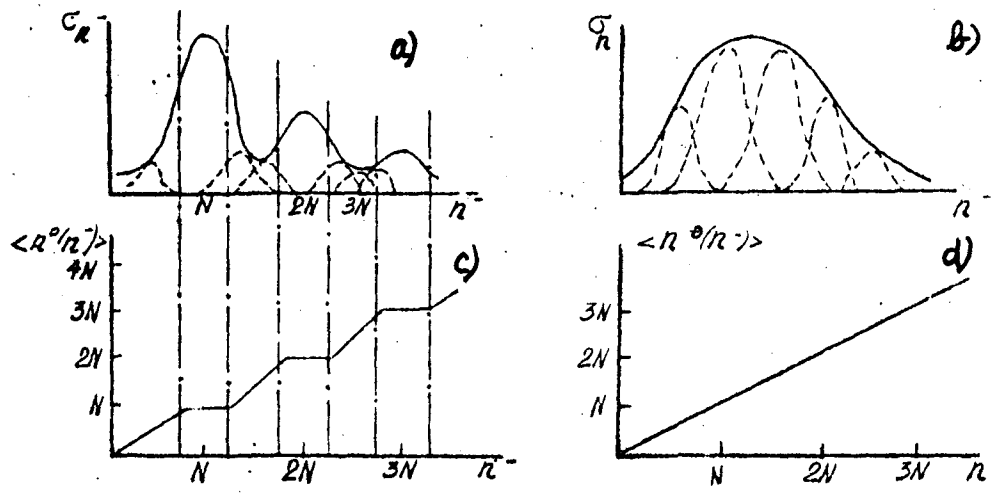 σₙ-
a)
N 2N 3N n⁻
σₙ
b)
n⁻
<n⁰(n⁻)>
4N
3N
2N
N
c)
N 2N 3N n⁻
<n⁰(n⁻)>
3N
2N
N
d)
N 2N 3N n